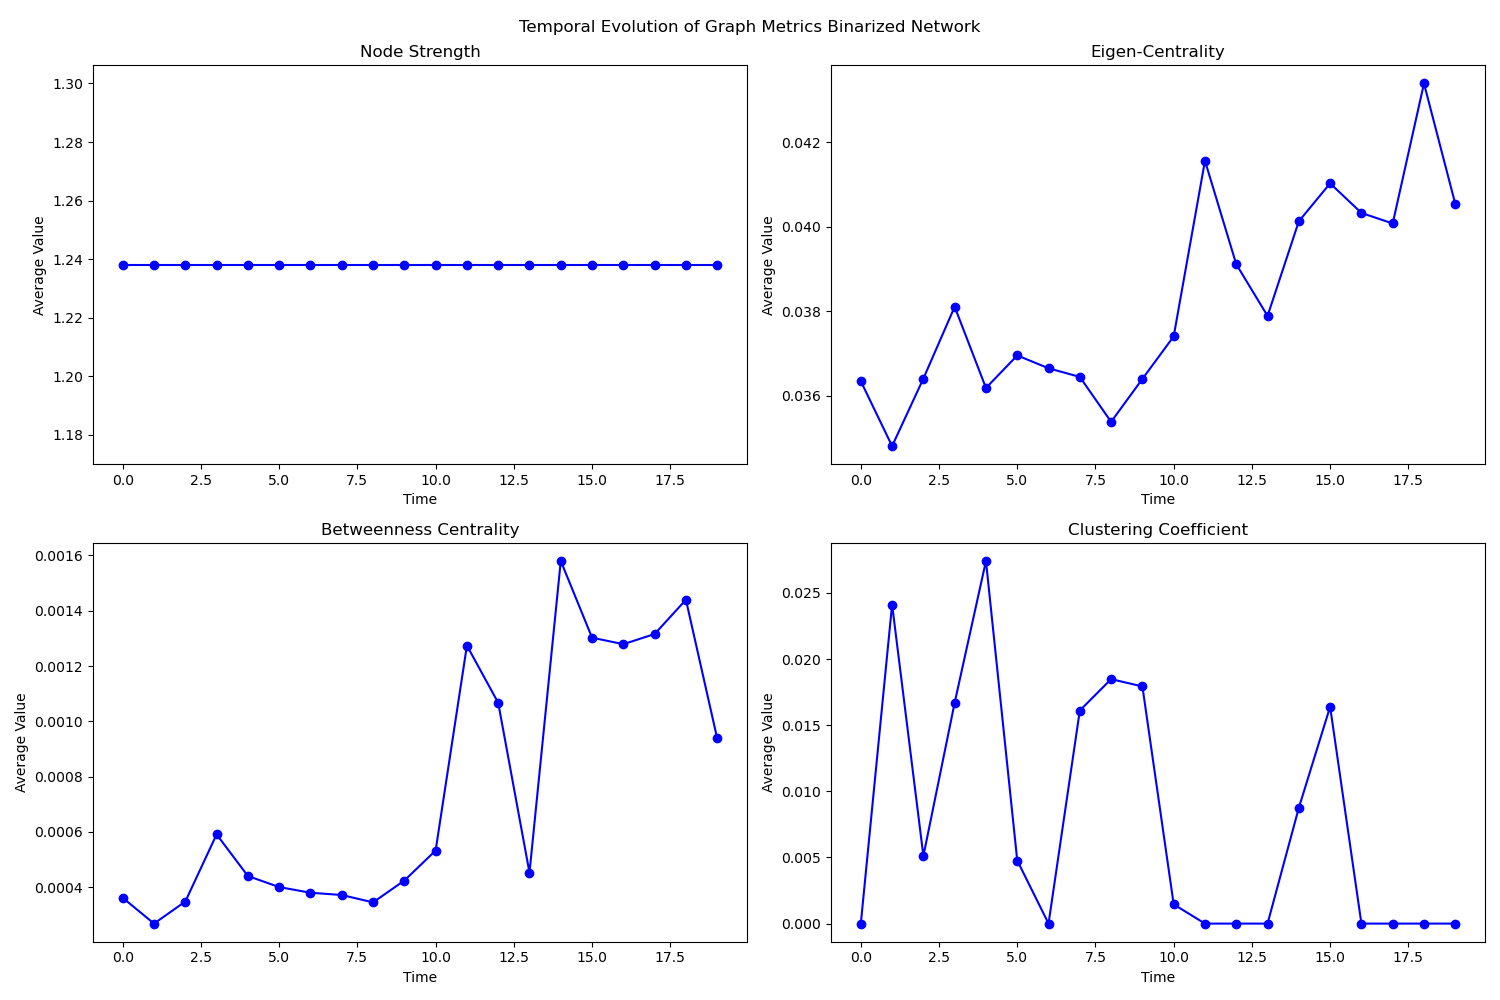 Temporal Evolution of Graph Metrics Binarized Network
Node Strength
1.30
1.28
1.26
1.24
1.22
1.20
1.18
Average Value
0.0 2.5 5.0 7.5 10.0 12.5 15.0 17.5
Time
Eigen-Centrality
0.042
0.040
0.038
0.036
Average Value
0.0 2.5 5.0 7.5 10.0 12.5 15.0 17.5
Time
Betweenness Centrality
0.0016
0.0014
0.0012
0.0010
0.0008
0.0006
0.0004
Average Value
0.0 2.5 5.0 7.5 10.0 12.5 15.0 17.5
Time
Clustering Coefficient
0.025
0.020
0.015
0.010
0.005
0.000
Average Value
0.0 2.5 5.0 7.5 10.0 12.5 15.0 17.5
Time